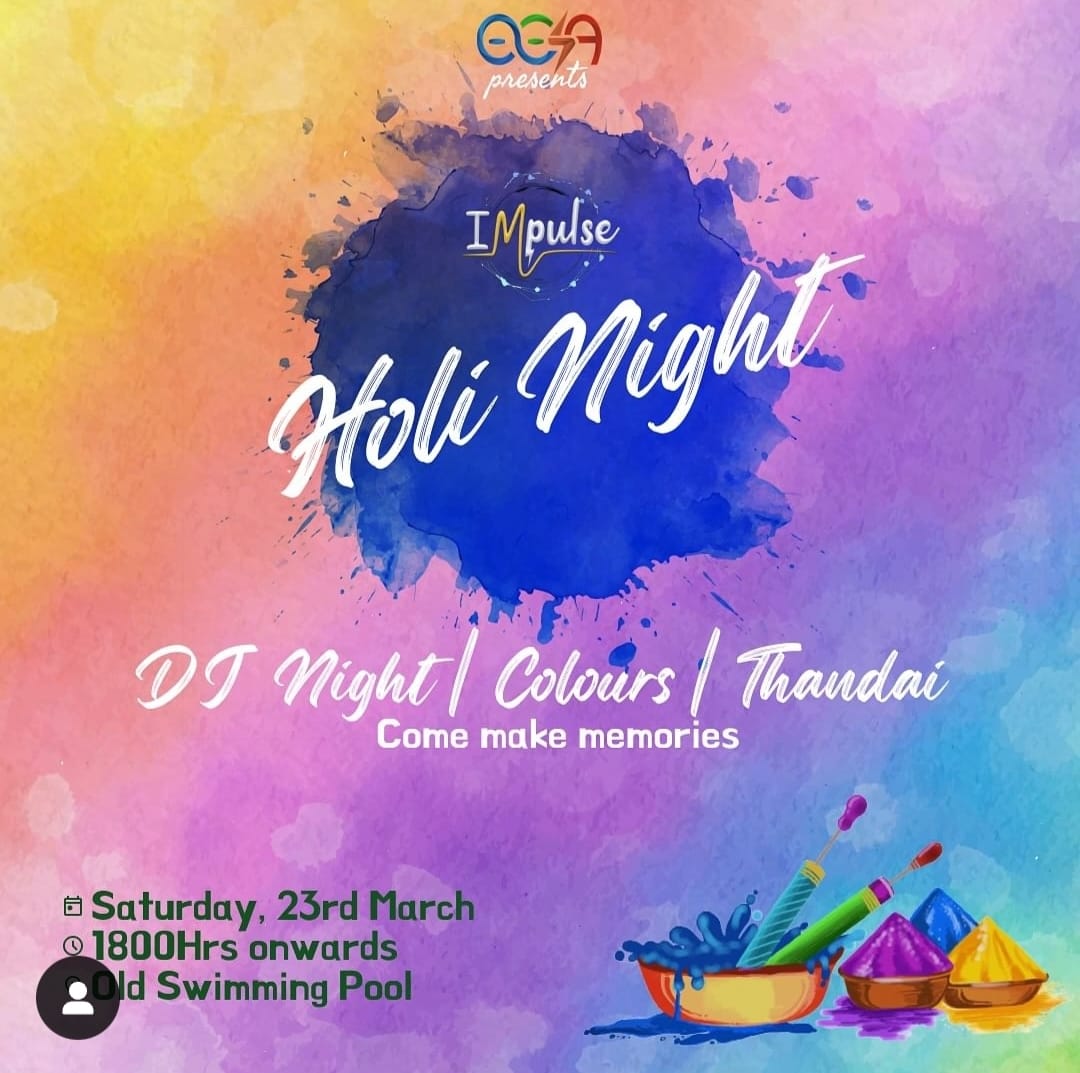 EESA
presents
IMpulse
Holi Night
DJ Night | Colours | Thandai
Come make memories
Saturday, 23rd March
1800Hrs onwards
Old Swimming Pool